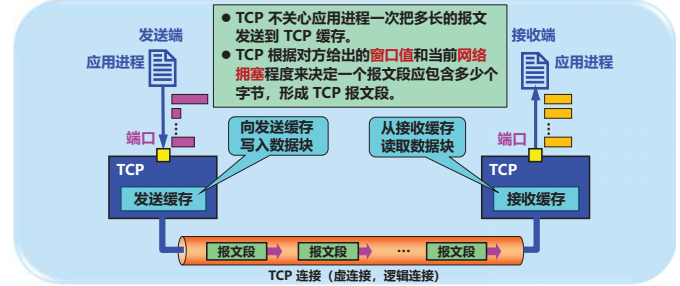 ● TCP 不关心应用进程一次把多长的报文
发送到 TCP 缓存。
● TCP 根据对方给出的窗口值和当前网络
拥塞程度来决定一个报文段应包含多少个
字节，形成 TCP 报文段。
发送端
应用进程
接收端
应用进程
端口
向发送缓存
写入数据块
从接收缓存
读取数据块
端口
TCP
发送缓存
TCP
接收缓存
报文段
报文段
…
报文段
TCP 连接（虚连接，逻辑连接)